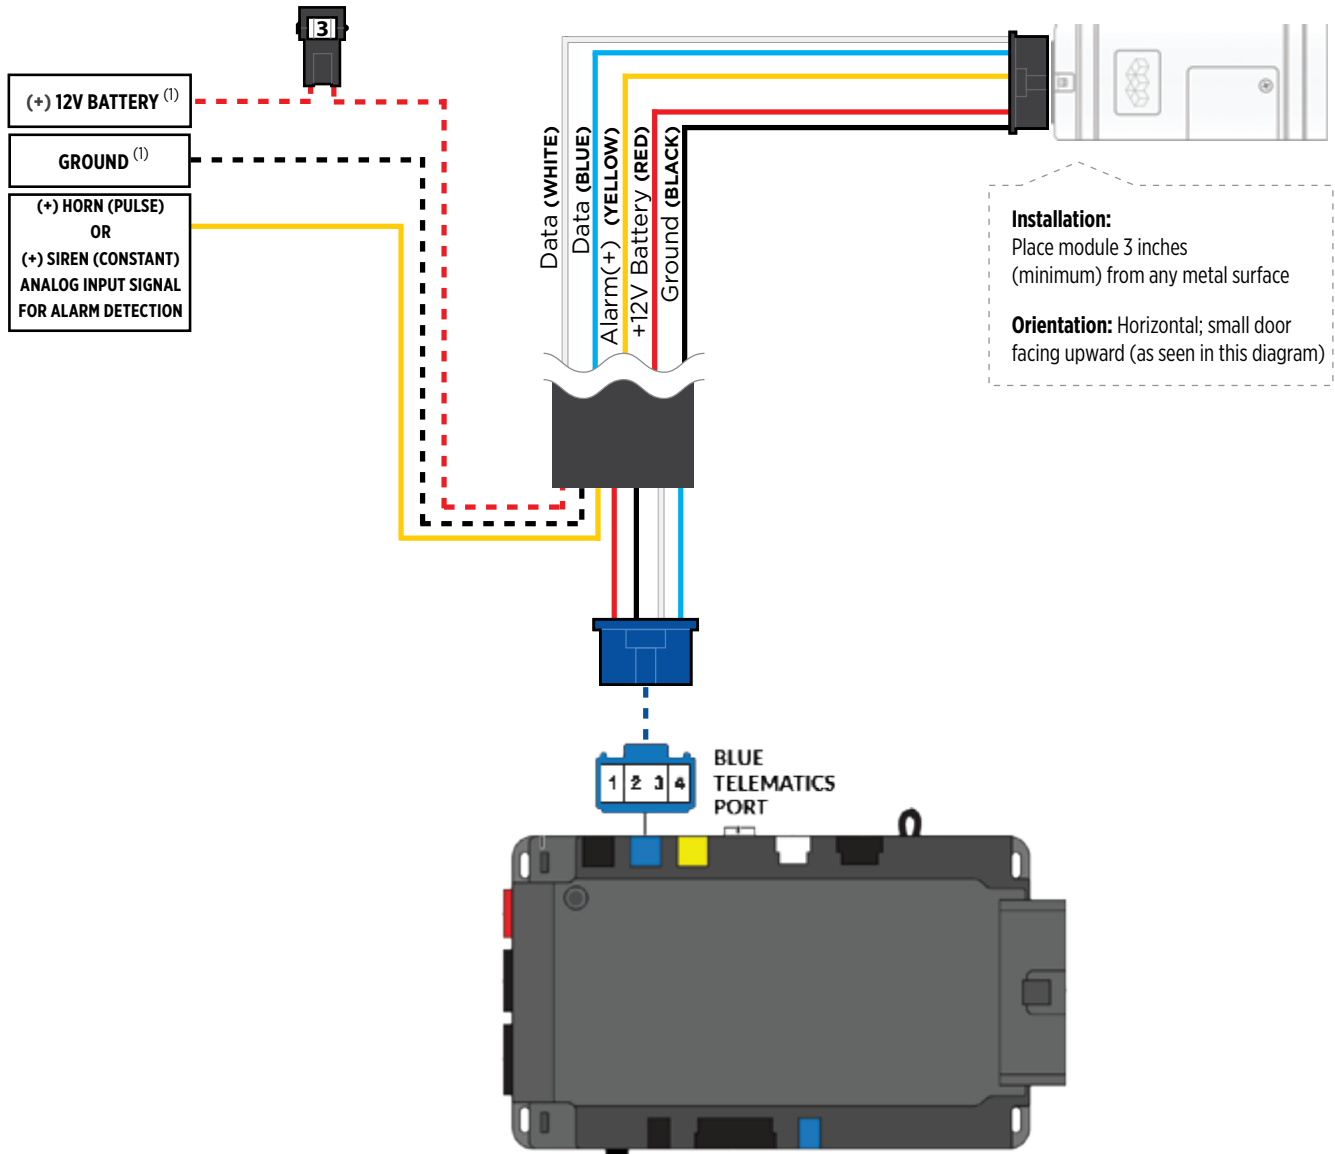 3
(+) 12V BATTERY (1)
GROUND (1)
(+) HORN (PULSE)
OR
(+) SIREN (CONSTANT)
ANALOG INPUT SIGNAL
FOR ALARM DETECTION
Data (WHITE)
Data (BLUE)
Alarm(+) (YELLOW)
+12V Battery (RED)
Ground (BLACK)
Installation:
Place module 3 inches
(minimum) from any metal surface
Orientation: Horizontal; small door
facing upward (as seen in this diagram)
1 2 3 4
BLUE
TELEMATICS
PORT